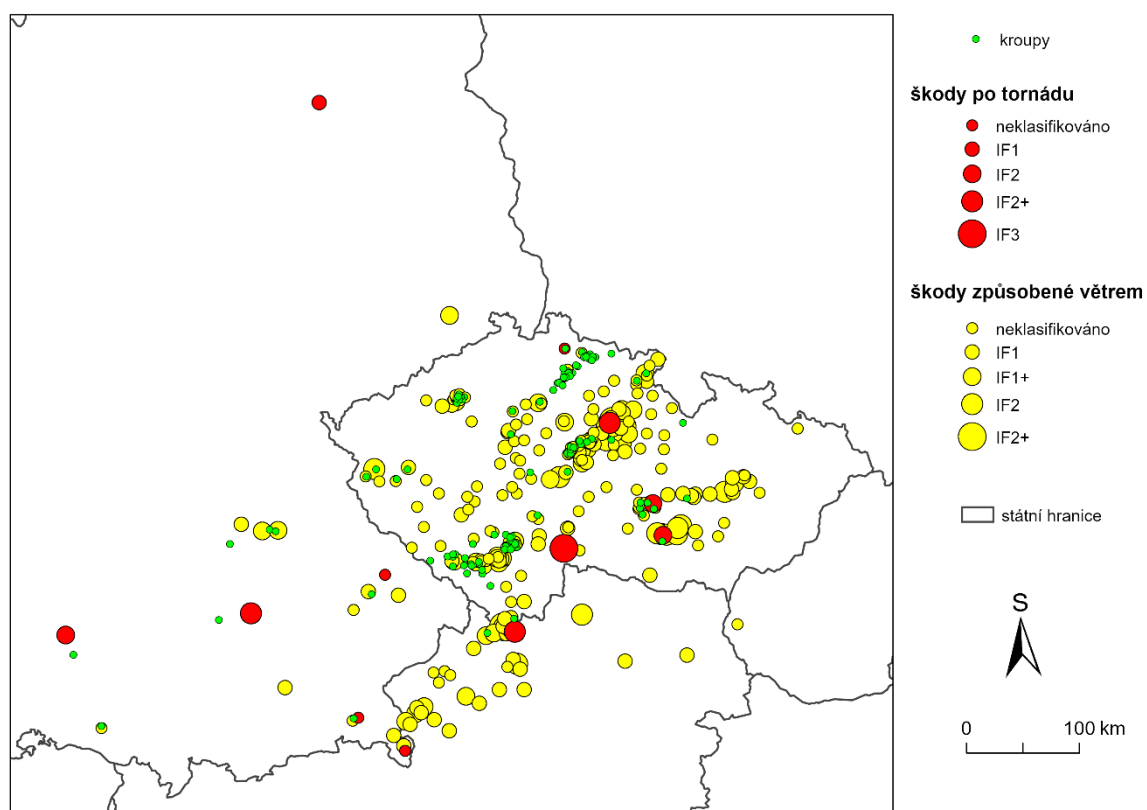 kroupy
škody po tornádu
neklasifikováno
IF1
IF2
IF2+
IF3
škody způsobené větrem
neklasifikováno
IF1
IF1+
IF2
IF2+
státní hranice
S
0 100 km